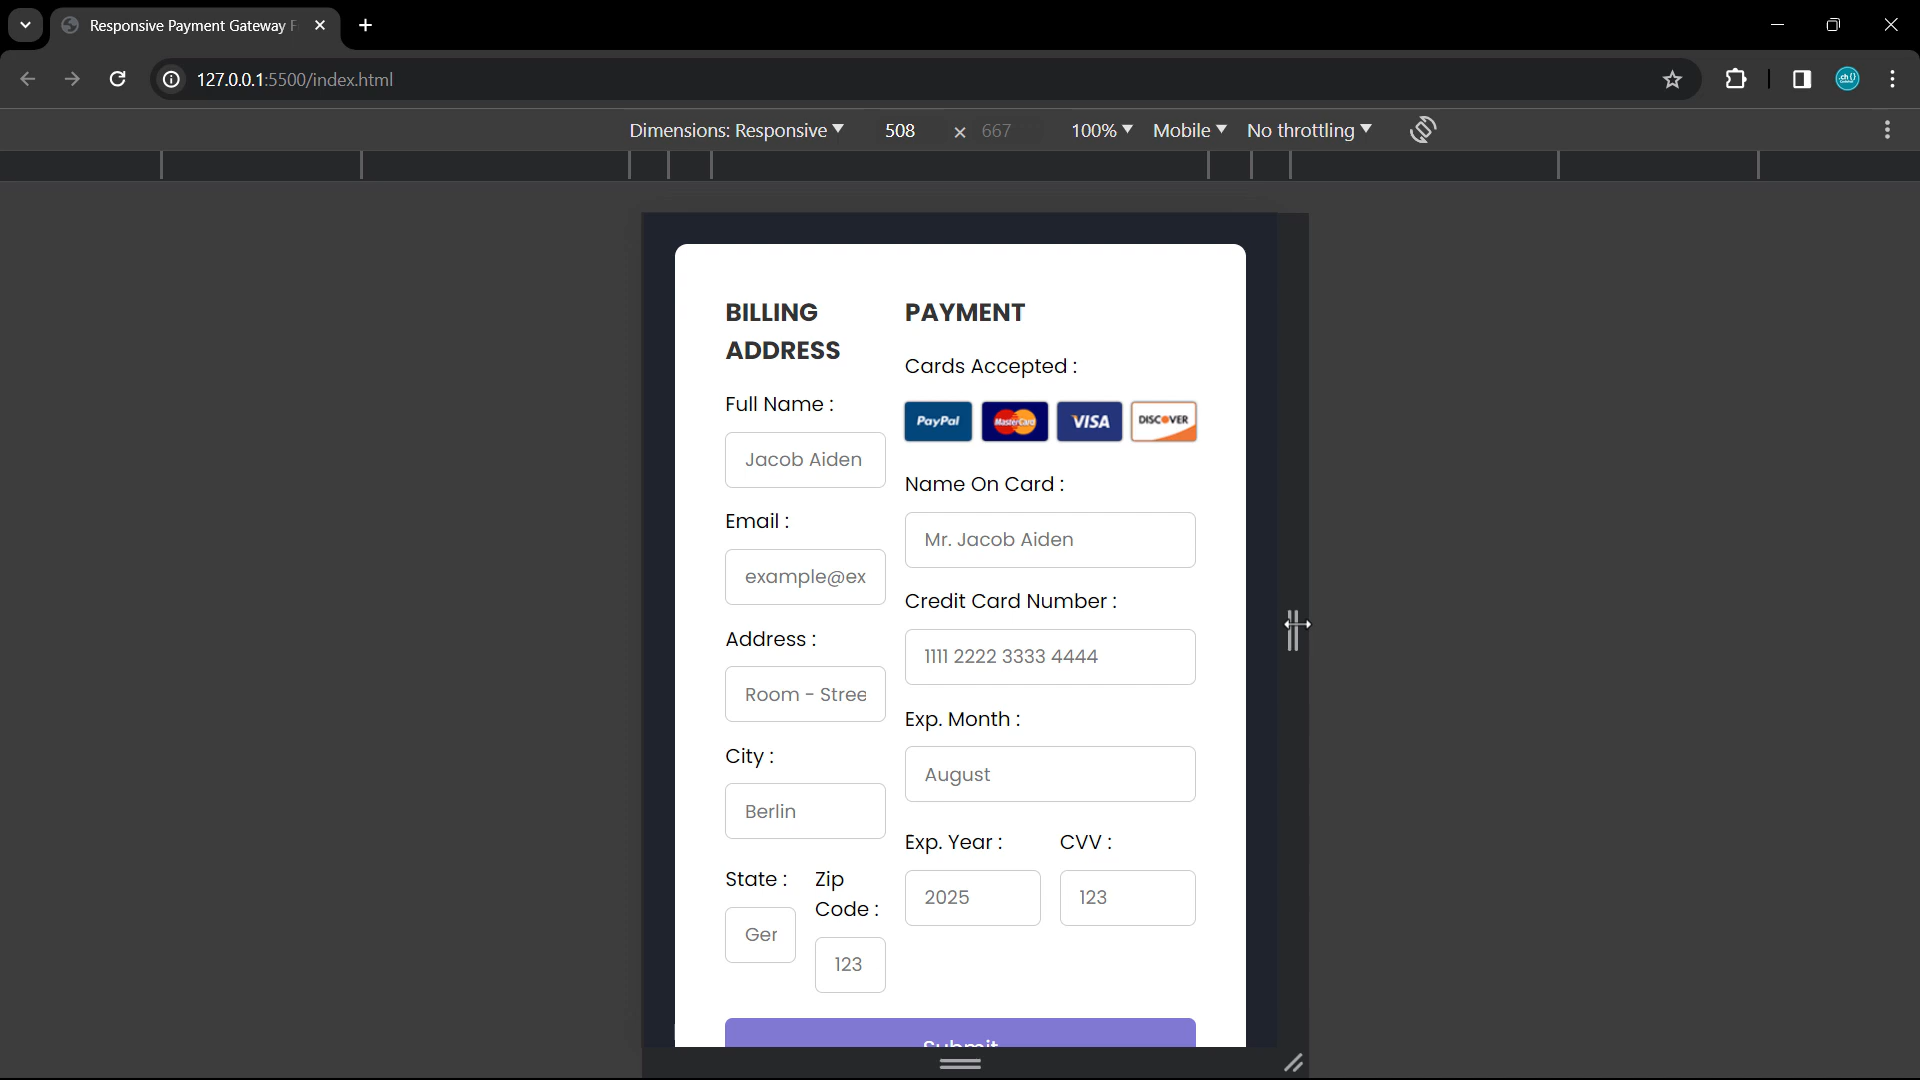 Responsive Payment Gateway F
127.0.0.1:5500/index.html
Dimensions: Responsive 508 × 667 100% Mobile No throttling
BILLING
ADDRESS
Full Name :
Jacob Aiden
Email :
example@ex
Address :
Room - Stree
City :
Berlin
State :
Ger
Zip
Code :
123
PAYMENT
Cards Accepted :
PayPal MasterCard VISA DISCOVER
Name On Card :
Mr. Jacob Aiden
Credit Card Number :
1111 2222 3333 4444
Exp. Month :
August
Exp. Year :
2025
CVV :
123
Submit